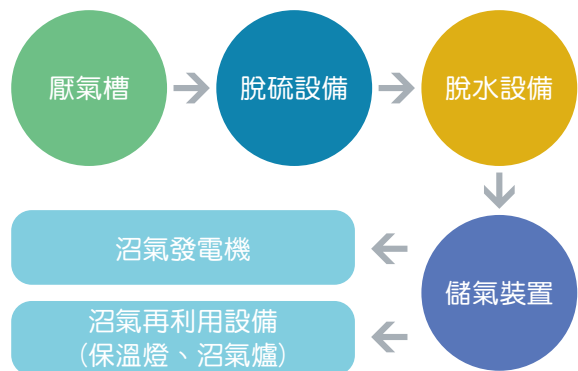 厭氣槽
脫硫設備
脫水設備
儲氣裝置
沼氣發電機
沼氣再利用設備
(保溫燈、沼氣爐)